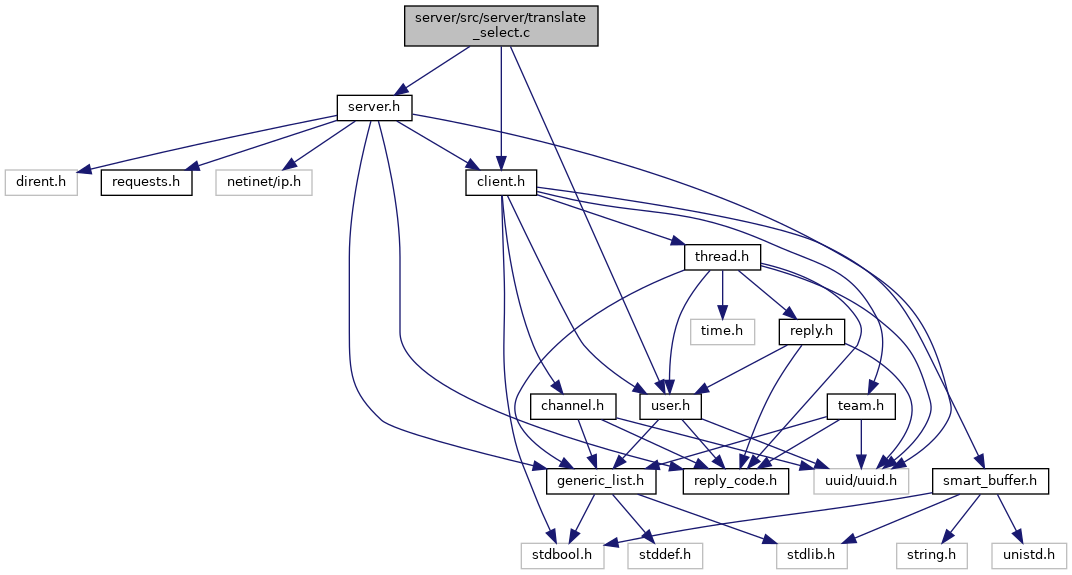 server/src/server/translate
_select.c
server.h
dirent.h
requests.h
netinet/ip.h
client.h
thread.h
time.h
reply.h
channel.h
user.h
team.h
generic_list.h
reply_code.h
uuid/uuid.h
smart_buffer.h
stdbool.h
stddef.h
stdlib.h
string.h
unistd.h